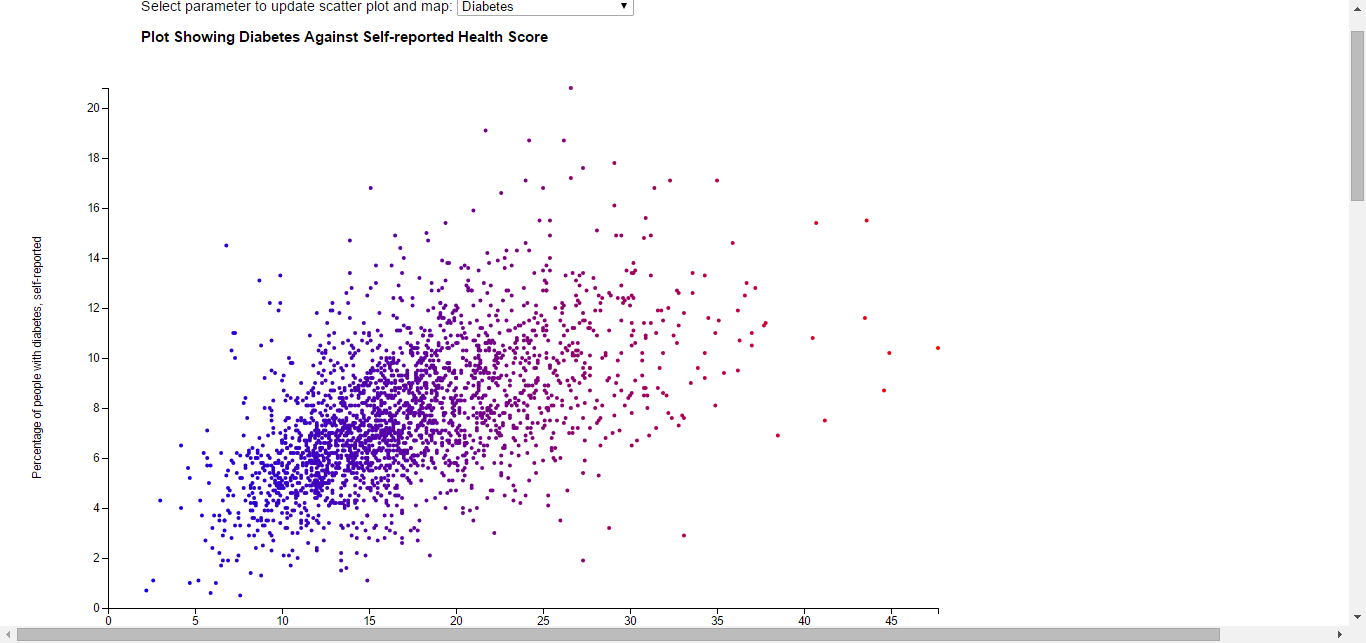 Select parameter to update scatter plot and map: Diabetes
Plot Showing Diabetes Against Self-reported Health Score
Percentage of people with diabetes, self-reported
20
18
16
14
12
10
8
6
4
2
0
0 5 10 15 20 25 30 35 40 45